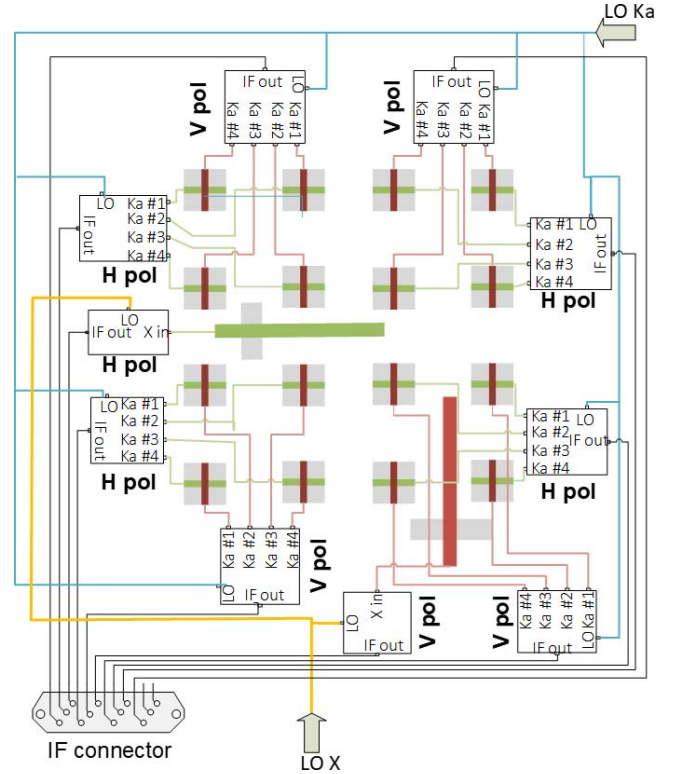 LO Ka
IF out
LO
Ka #4
Ka #3
Ka #2
Ka #1
V pol
IF out
LO
Ka #4
Ka #3
Ka #2
Ka #1
V pol
LO
IF out
Ka #1
Ka #2
Ka #3
Ka #4
H pol
Ka #1 LO
Ka #2
Ka #3
Ka #4
IF out
H pol
LO
IF out X in
H pol
LO
IF out
Ka #1
Ka #2
Ka #3
Ka #4
H pol
Ka #1
LO
Ka #2
IF out
Ka #3
Ka #4
H pol
Ka #1
Ka #2
Ka #3
Ka #4
LO
IF out
V pol
X in
LO
IF out
V pol
V pol
Ka #4
Ka #3
Ka #2
Ka #1
LO
IF out
IF connector
LO X